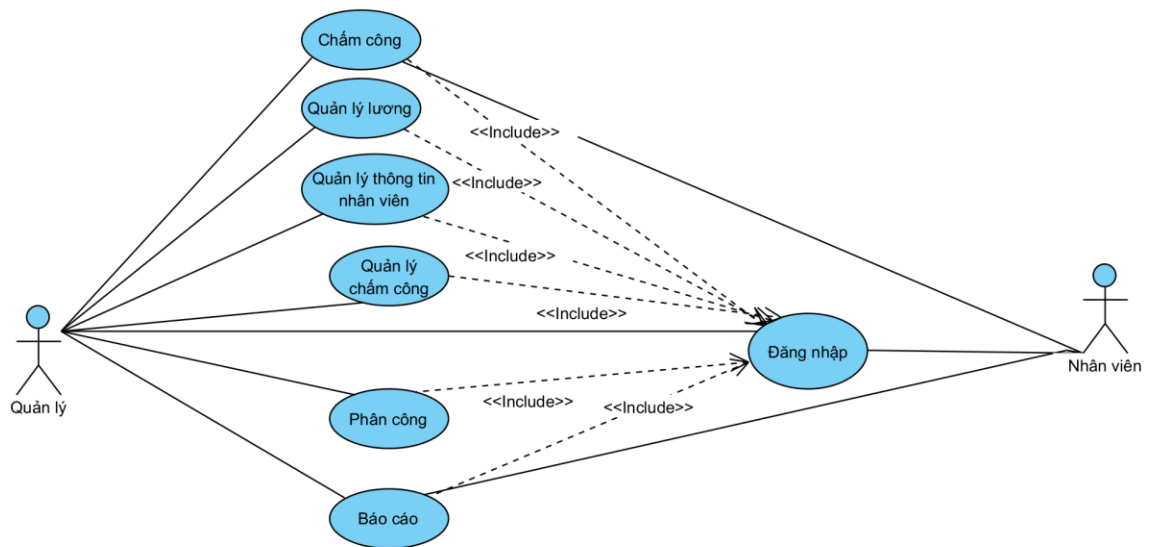 Chấm công
Quản lý lương
<<Include>>
Quản lý thông tin
nhân viên
<<Include>>
<<Include>>
Quản lý
chấm công
<<Include>>
Đăng nhập
Nhân viên
Quản lý
Phân công
<<Include>>
<<Include>>
Báo cáo